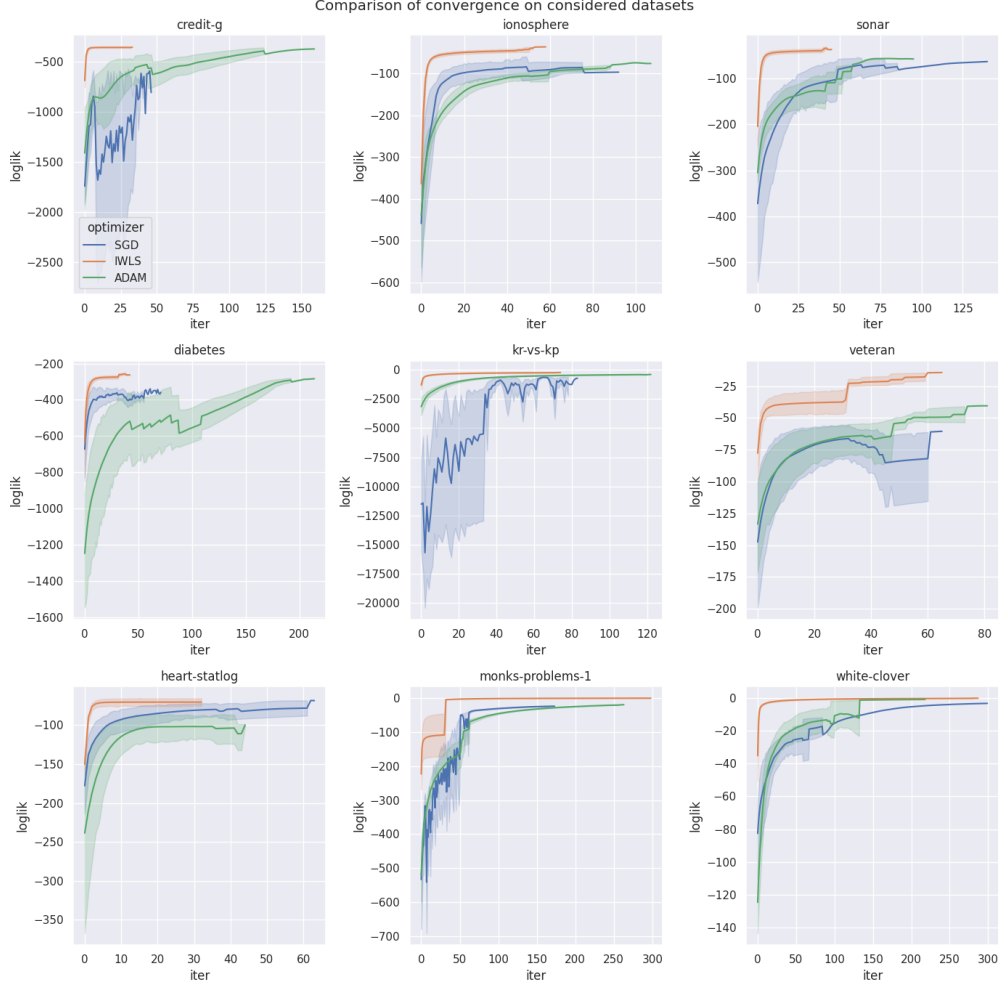 Comparison of convergence on considered datasets
credit-g
ionosphere
sonar
−500
−1000
−1500
−2000
−2500
loglik
optimizer
SGD
IWLS
ADAM
0 25 50 75 100 125 150
iter
−100
−200
−300
−400
−500
−600
loglik
0 20 40 60 80 100
iter
−100
−200
−300
−400
−500
loglik
0 25 50 75 100 125
iter
diabetes
kr-vs-kp
veteran
−200
−400
−600
−800
−1000
−1200
−1400
−1600
loglik
0 50 100 150 200
iter
0
−2500
−5000
−7500
−10000
−12500
−15000
−17500
−20000
loglik
0 20 40 60 80 100 120
iter
−25
−50
−75
−100
−125
−150
−175
−200
loglik
0 20 40 60 80
iter
heart-statlog
monks-problems-1
white-clover
−100
−150
−200
−250
−300
−350
loglik
0 10 20 30 40 50 60
iter
0
−100
−200
−300
−400
−500
−600
−700
loglik
0 50 100 150 200 250 300
iter
0
−20
−40
−60
−80
−100
−120
−140
loglik
0 50 100 150 200 250 300
iter